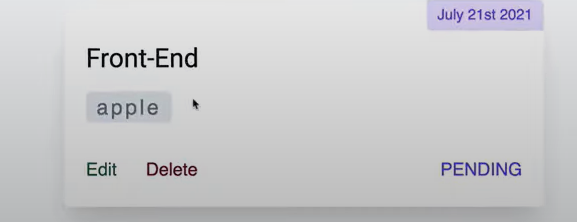 July 21st 2021
Front-End
apple
Edit Delete
PENDING